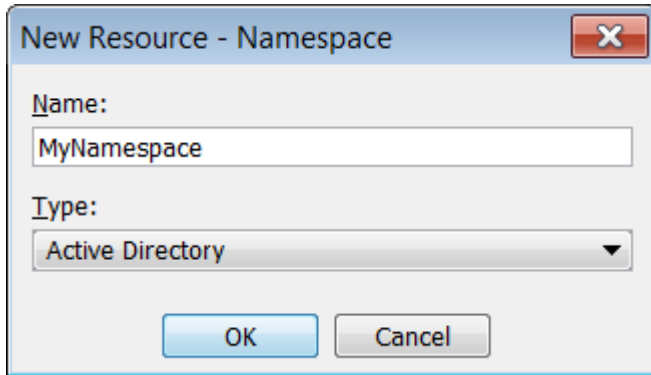 New Resource - Namespace
Name:
MyNamespace
Type:
Active Directory
OK Cancel